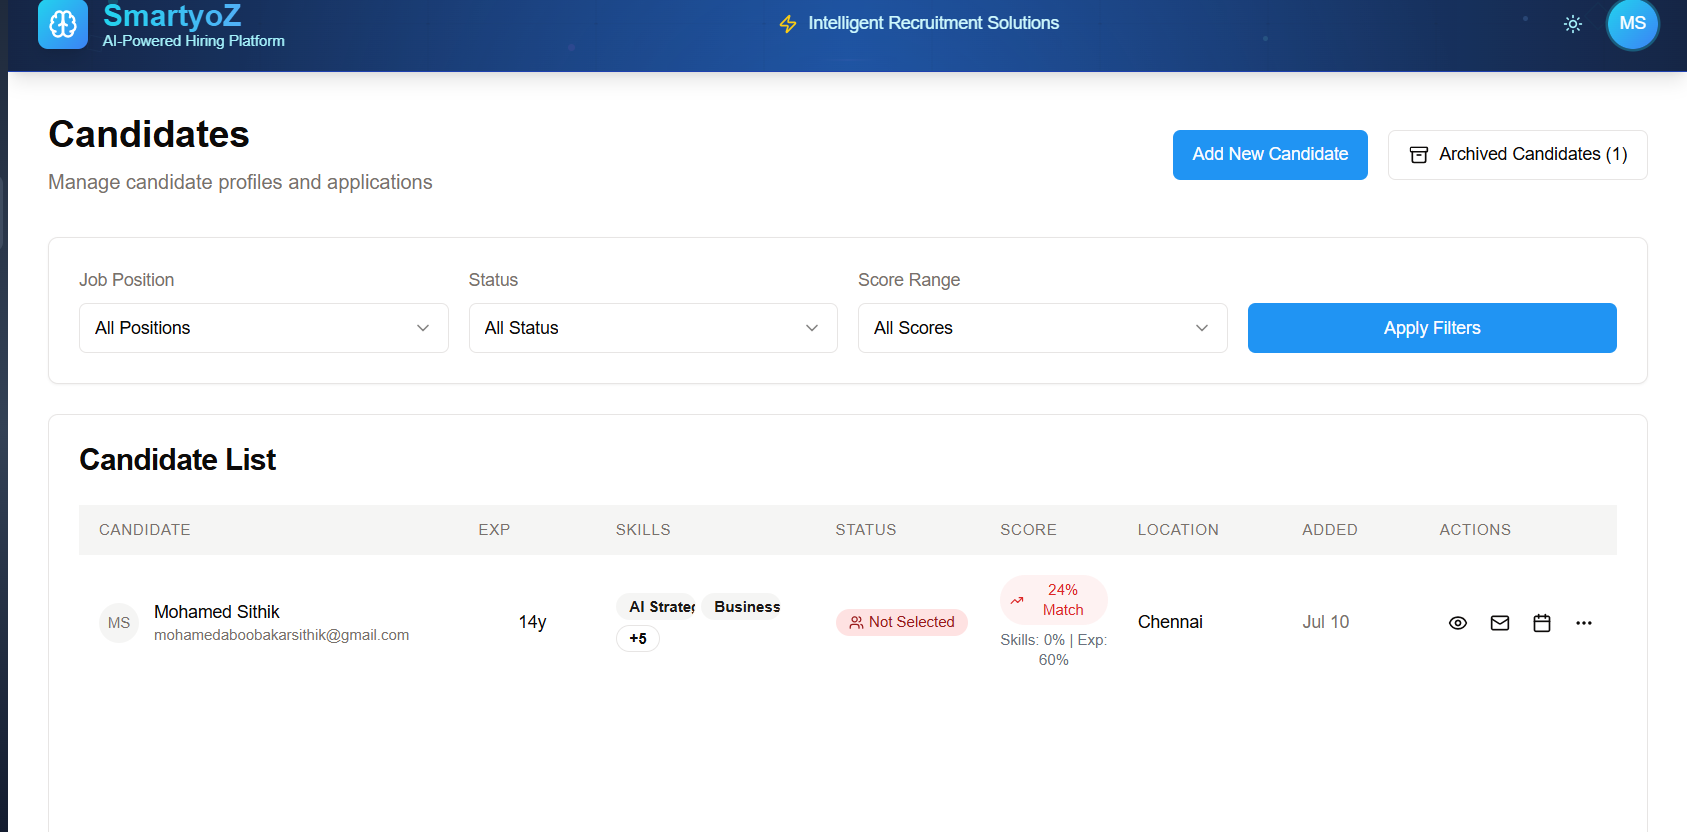 SmartyoZ
AI-Powered Hiring Platform
Intelligent Recruitment Solutions
MS
Candidates
Manage candidate profiles and applications
Add New Candidate
Archived Candidates (1)
Job Position
Status
Score Range
All Positions
All Status
All Scores
Apply Filters
Candidate List
CANDIDATE
EXP
SKILLS
STATUS
SCORE
LOCATION
ADDED
ACTIONS
MS
Mohamed Sithik
mohamedaboobakarsithik@gmail.com
14y
AI Strateg
Business
+5
Not Selected
24%
Match
Skills: 0% | Exp:
60%
Chennai
Jul 10